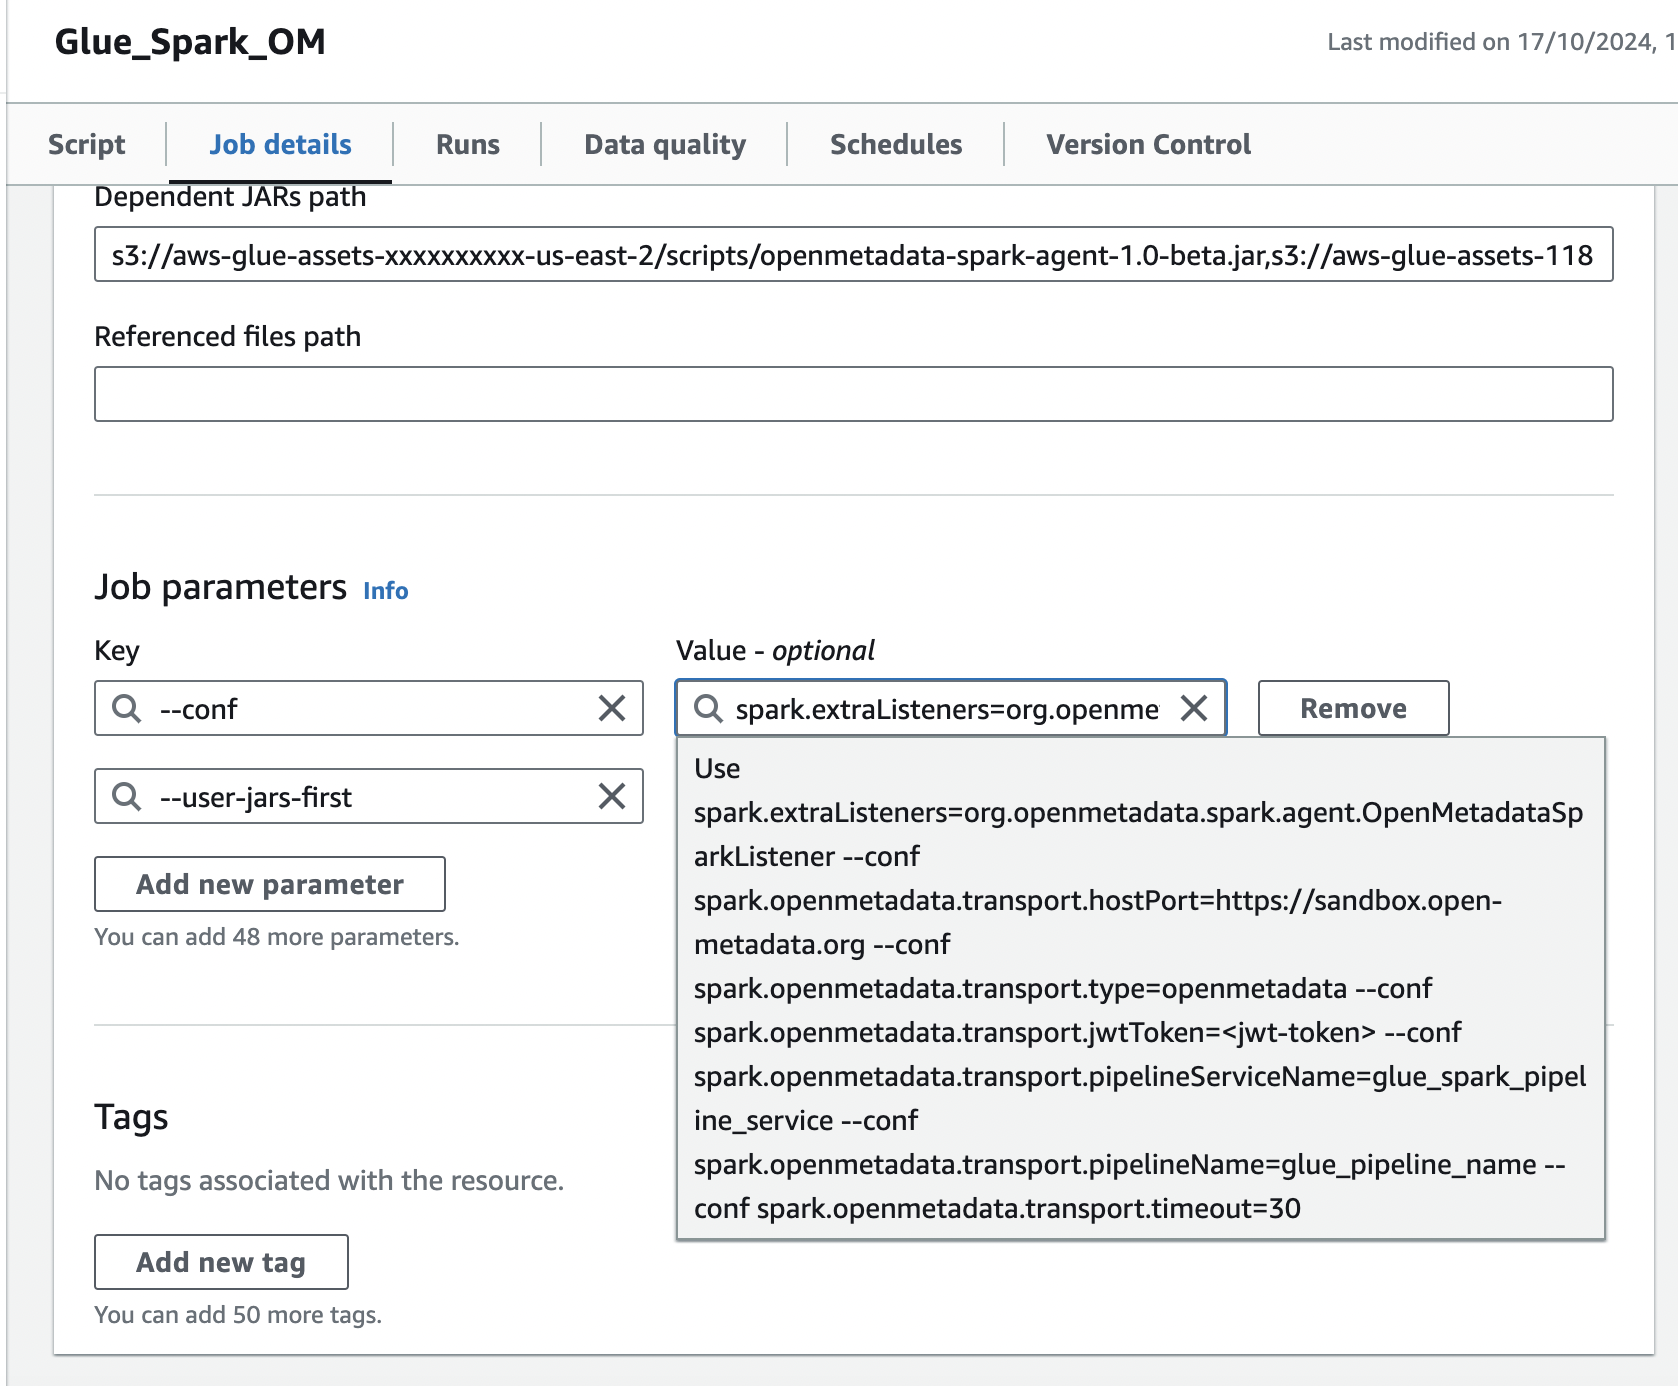 Glue_Spark_OM
Last modified on 17/10/2024, 1
Script
Job details
Runs
Data quality
Schedules
Version Control
Dependent JARs path
s3://aws-glue-assets-xxxxxxxxxx-us-east-2/scripts/openmetadata-spark-agent-1.0-beta.jar,s3://aws-glue-assets-118
Referenced files path
Job parameters Info
Key
Value - optional
--conf
spark.extraListeners=org.openme
Remove
--user-jars-first
Use
spark.extraListeners=org.openmetadata.spark.agent.OpenMetadataSp
arkListener --conf
spark.openmetadata.transport.hostPort=https://sandbox.open-
metadata.org --conf
spark.openmetadata.transport.type=openmetadata --conf
spark.openmetadata.transport.jwtToken=<jwt-token> --conf
spark.openmetadata.transport.pipelineServiceName=glue_spark_pipel
ine_service --conf
spark.openmetadata.transport.pipelineName=glue_pipeline_name --
conf spark.openmetadata.transport.timeout=30
Add new parameter
You can add 48 more parameters.
Tags
No tags associated with the resource.
Add new tag
You can add 50 more tags.